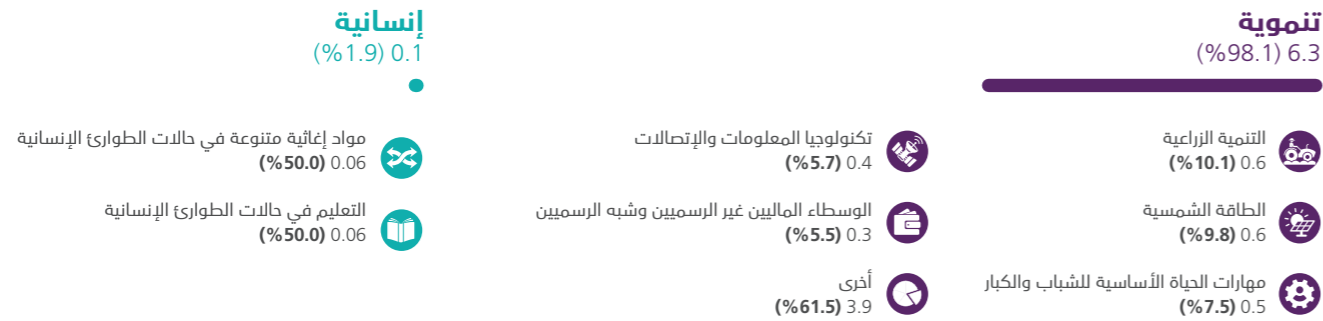 تنموية
6.3 (98.1%)
التنمية الزراعية
0.6 (10.1%)
الطاقة الشمسية
0.6 (9.8%)
مهارات الحياة الأساسية للشباب والكبار
0.5 (7.5%)
تكنولوجيا المعلومات والإتصالات
0.4 (5.7%)
الوسطاء الماليين غير الرسميين وشبه الرسميين
0.3 (5.5%)
أخرى
3.9 (61.5%)
إنسانية
0.1 (1.9%)
مواد إغاثية متنوعة في حالات الطوارئ الإنسانية
0.06 (50.0%)
التعليم في حالات الطوارئ الإنسانية
0.06 (50.0%)